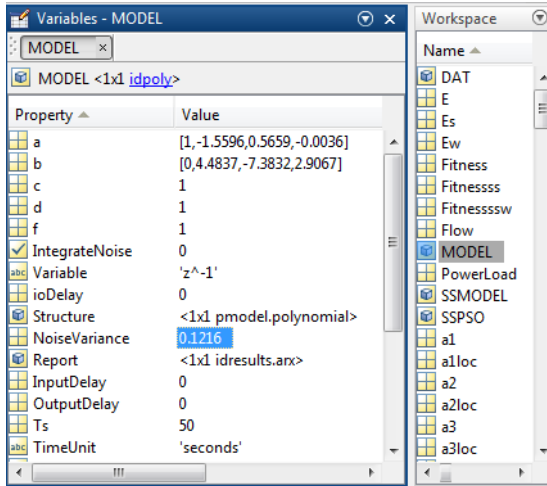 Variables - MODEL
MODEL
MODEL <1x1 idpoly>
Property Value
a [1,-1.5596,0.5659,-0.0036]
b [0,4.4837,-7.3832,2.9067]
c 1
d 1
f 1
IntegrateNoise 0
abc Variable 'z^-1'
ioDelay 0
Structure <1x1 pmodel.polynomial>
NoiseVariance 0.1216
Report <1x1 idresults.arx>
InputDelay 0
OutputDelay 0
Ts 50
abc TimeUnit 'seconds'
Workspace
Name
DAT
E
Es
Ew
Fitness
Fitnessss
Fitnessssw
Flow
MODEL
PowerLoad
SSMODEL
SSPSO
a1
a1loc
a2
a2loc
a3
a3loc